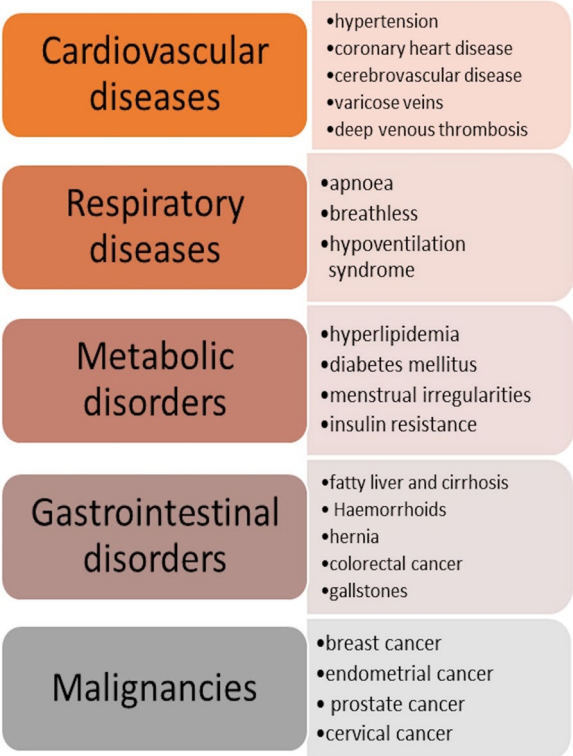 Cardiovascular
diseases
•hypertension
•coronary heart disease
•cerebrovascular disease
•varicose veins
•deep venous thrombosis
Respiratory
diseases
•apnoea
•breathless
•hypoventilation
syndrome
Metabolic
disorders
•hyperlipidemia
•diabetes mellitus
•menstrual irregularities
•insulin resistance
Gastrointestinal
disorders
•fatty liver and cirrhosis
• Haemorrhoids
•hernia
•colorectal cancer
•gallstones
Malignancies
•breast cancer
•endometrial cancer
• prostate cancer
•cervical cancer